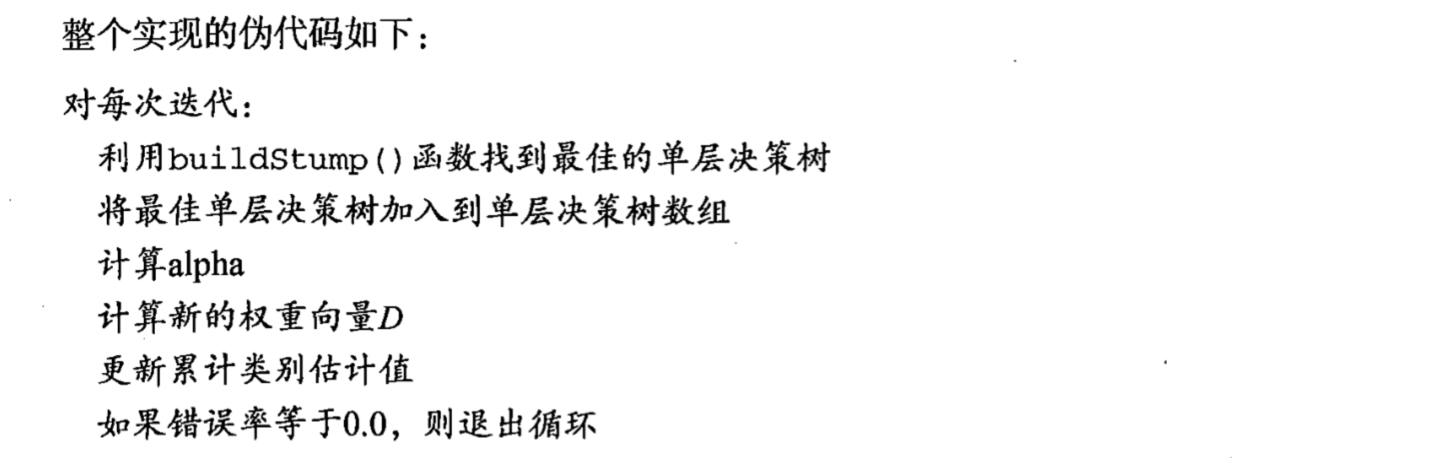 整个实现的伪代码如下：
对每次迭代：
利用buildStump()函数找到最佳的单层决策树
将最佳单层决策树加入到单层决策树数组
计算alpha
计算新的权重向量D
更新累计类别估计值
如果错误率等于0.0，则退出循环